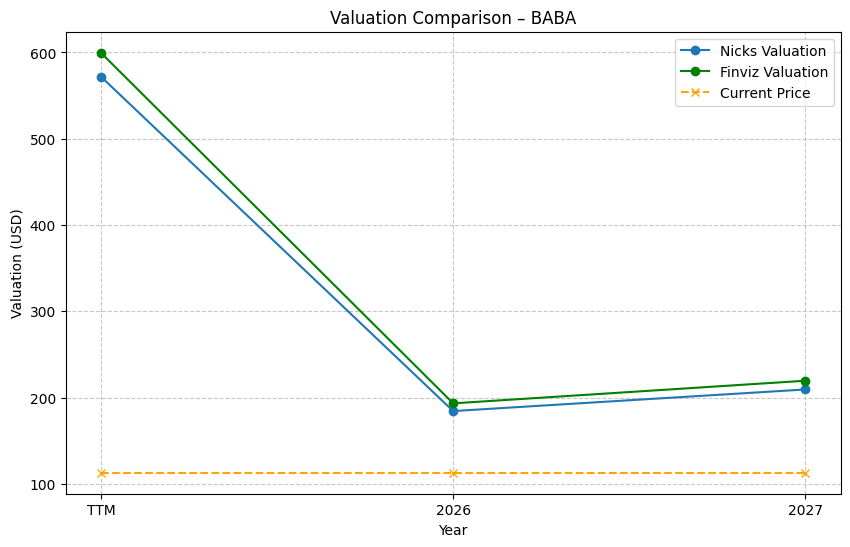 Valuation Comparison – BABA
Nicks Valuation
Finviz Valuation
Current Price
Valuation (USD)
600
500
400
300
200
100
TTM
2026
2027
Year